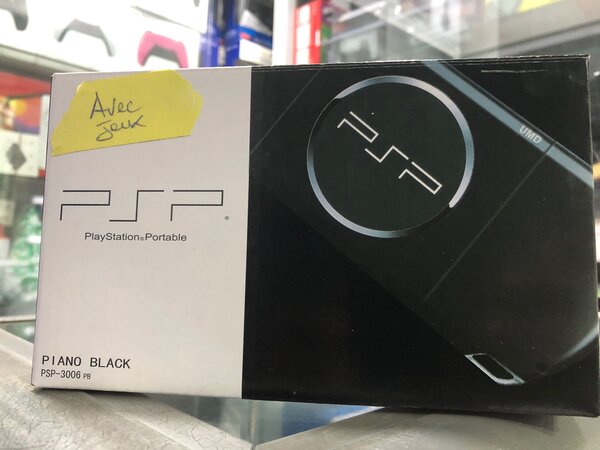 Avec
Jeux
PSP
PlayStation®Portable
PIANO BLACK
PSP-3006 PB
PSP
UMD